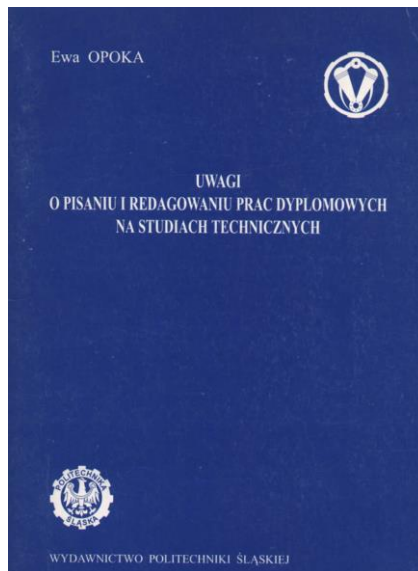 Ewa OPOKA
UWAGI
O PISANIU I REDAGOWANIU PRAC DYPLOMOWYCH
NA STUDIACH TECHNICZNYCH
POLITECHNIKA
ŚLĄSKA
WYDAWNICTWO POLITECHNIKI ŚLĄSKIEJ